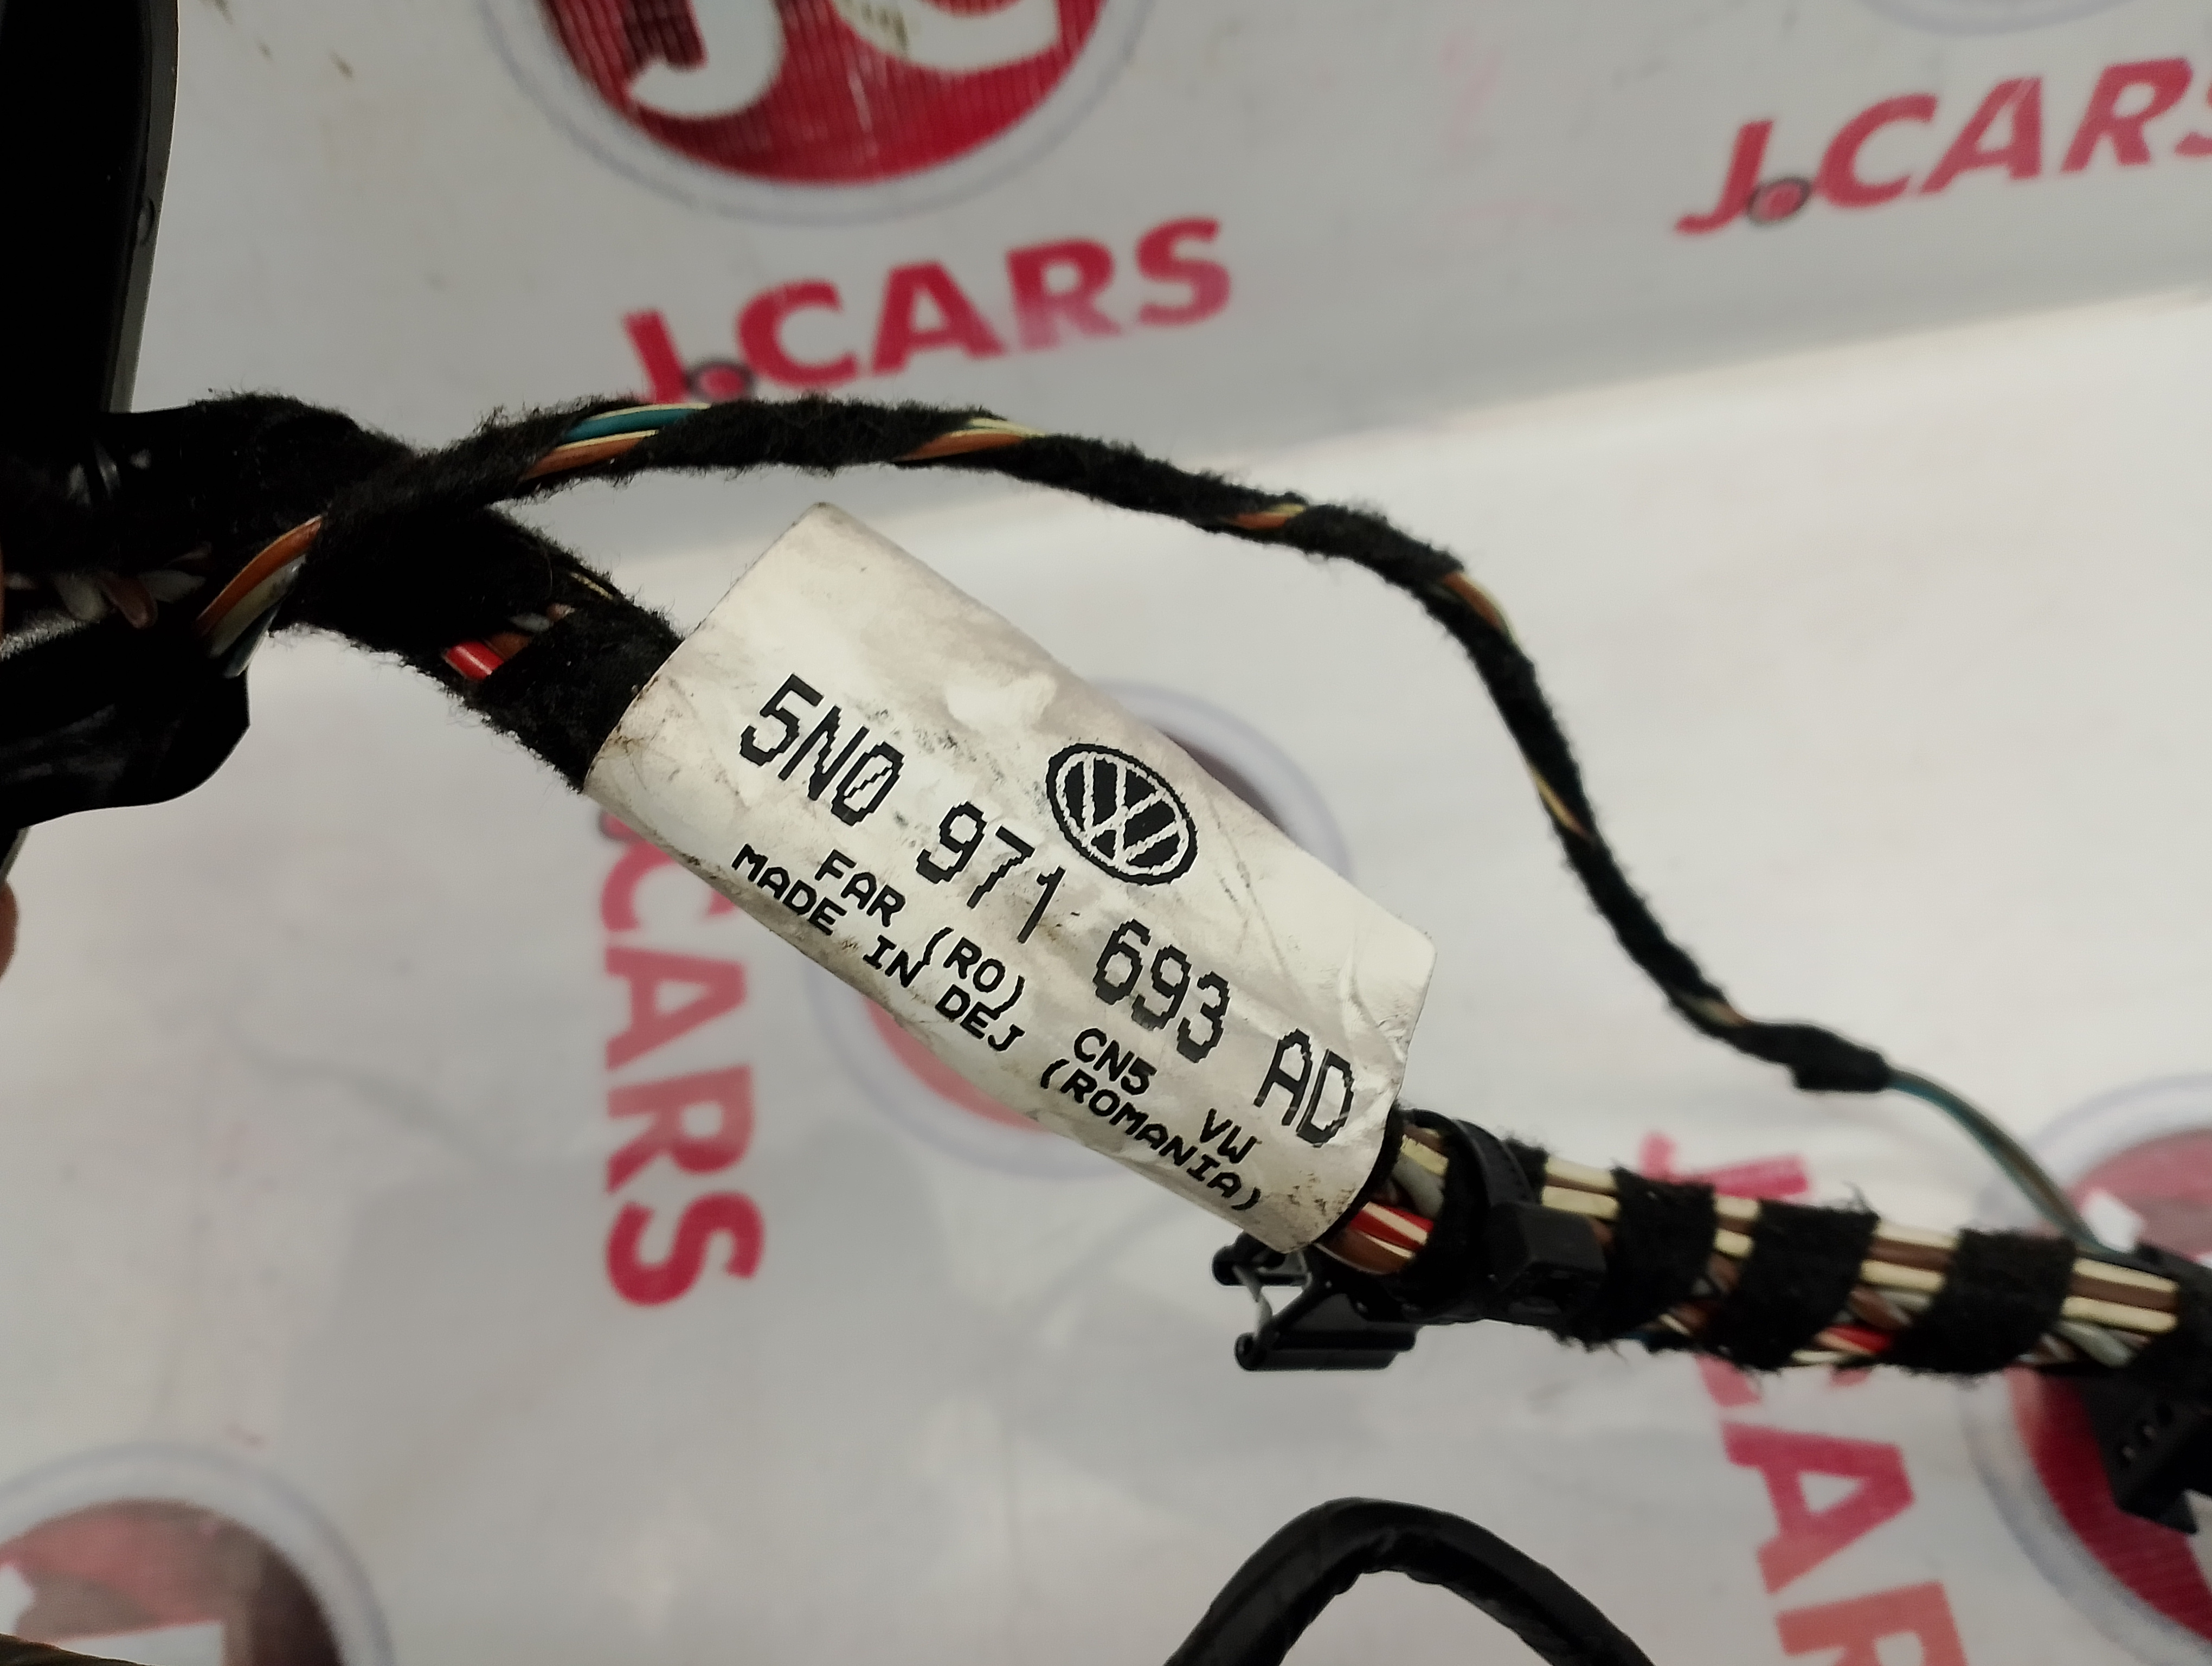 J.CARS
J.CARS
5N0 971 693 AD
FAR (RO) CN5 VW
MADE IN DEJ (ROMANIA)
CARS